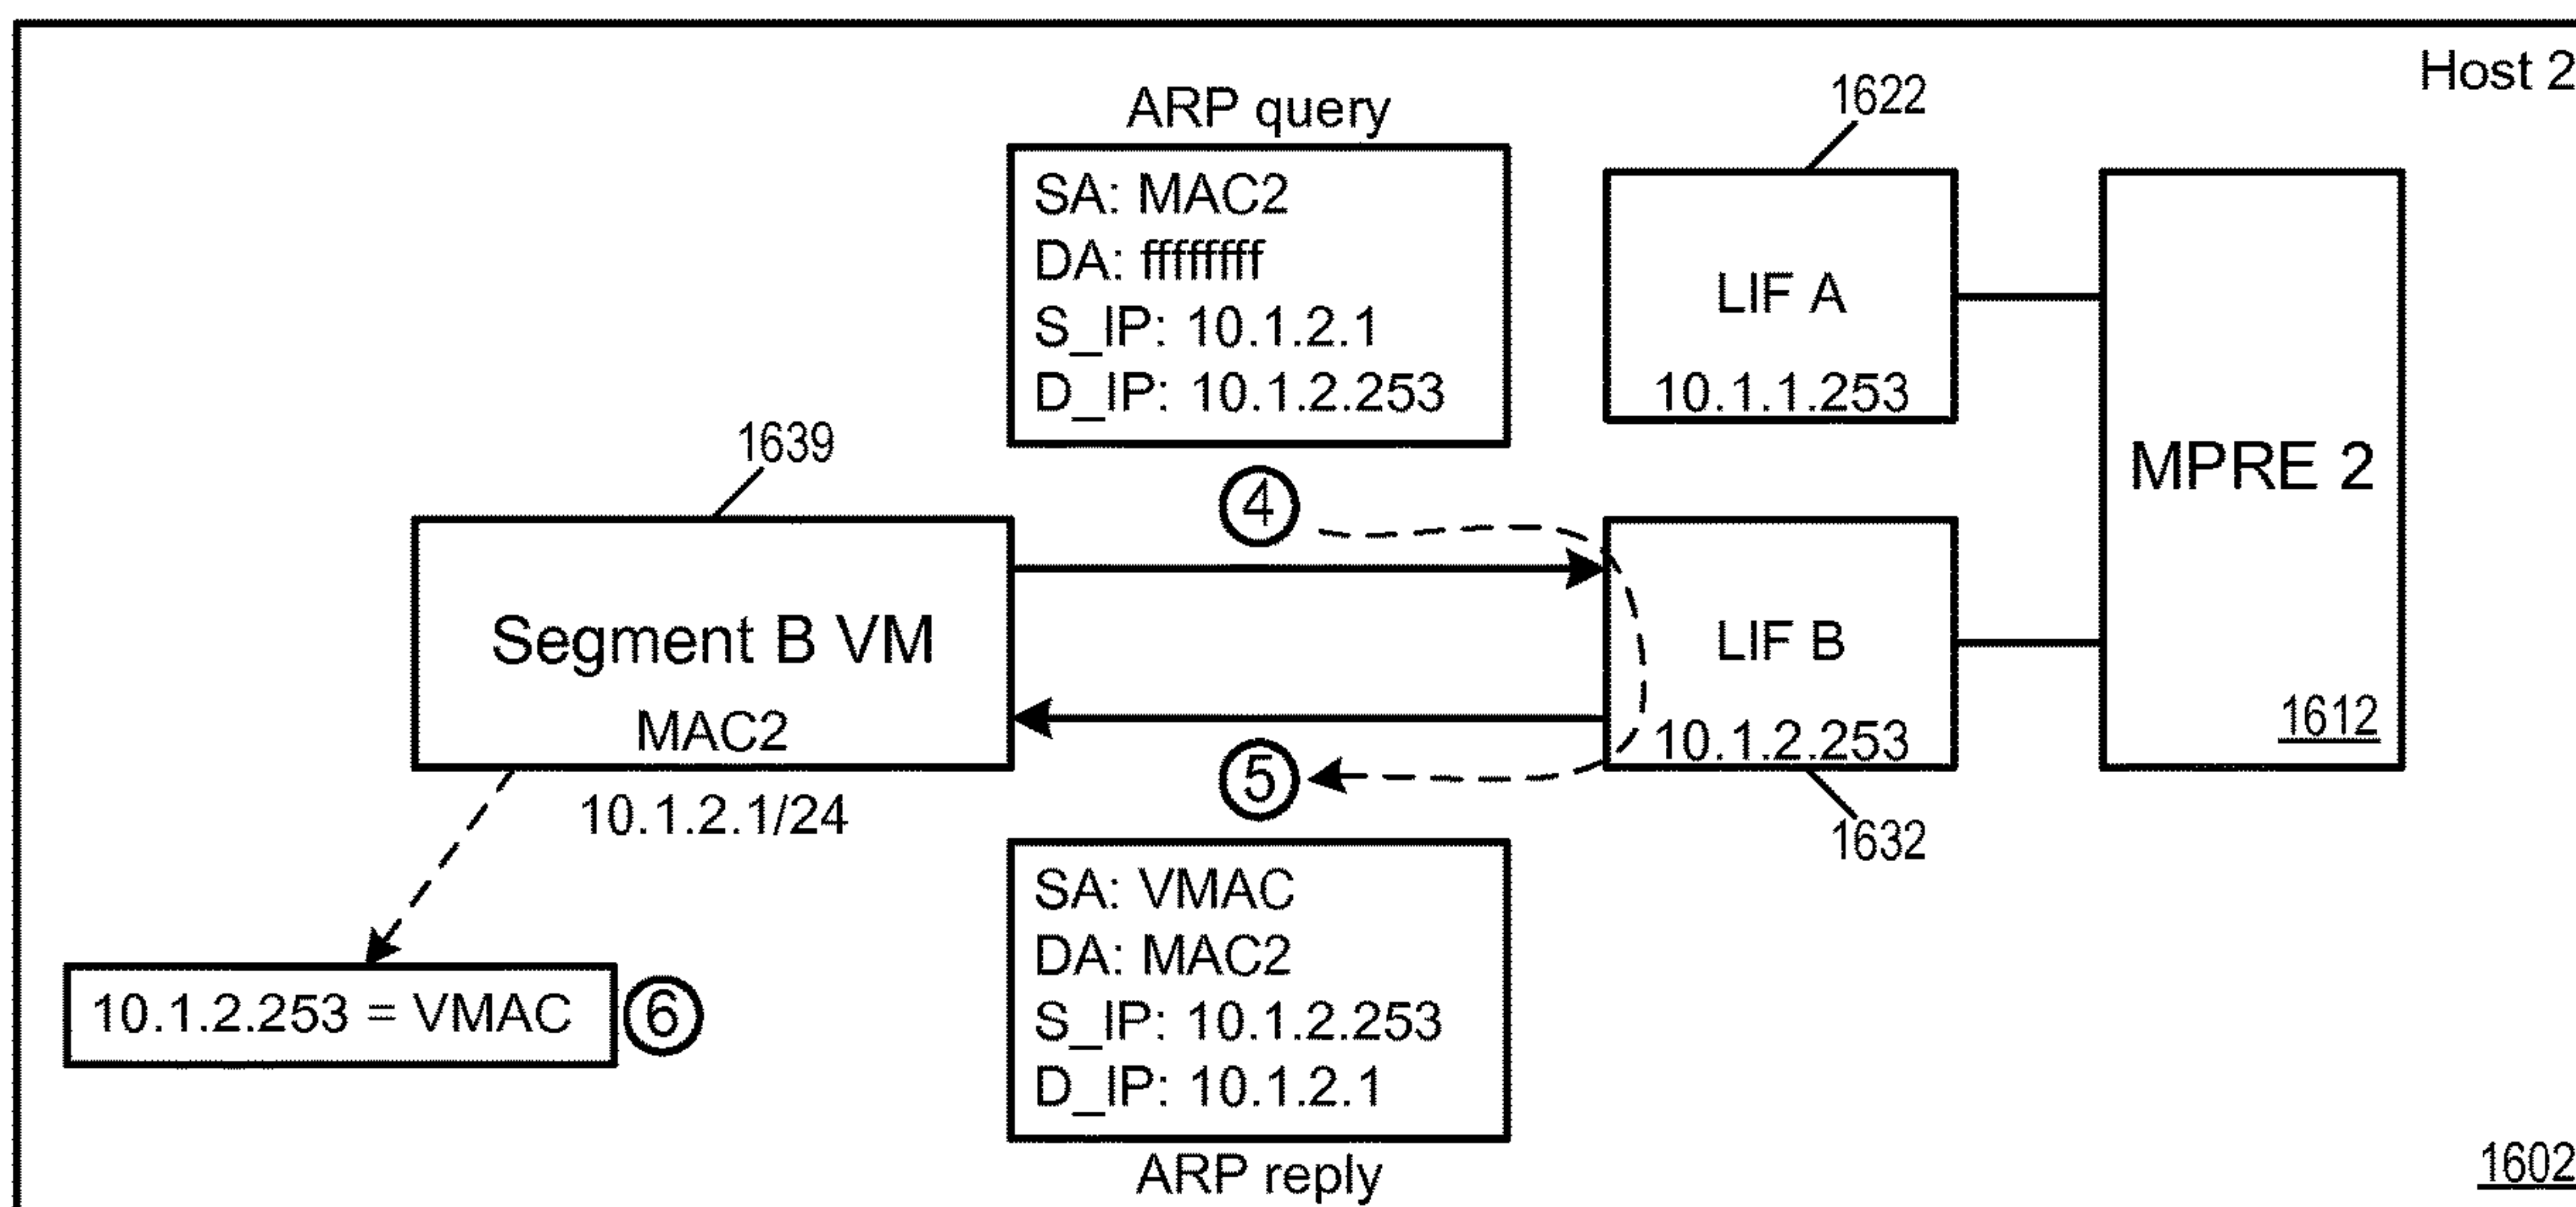 Host 2
ARP query
SA: MAC2
DA: ffffffffff
S_IP: 10.1.2.1
D_IP: 10.1.2.253
1622
LIF A
10.1.1.253
MPRE 2
1612
1639
Segment B VM
MAC2
10.1.2.1/24
4
LIF B
10.1.2.253
1632
5
SA: VMAC
DA: MAC2
S_IP: 10.1.2.253
D_IP: 10.1.2.1
ARP reply
10.1.2.253 = VMAC
6
1602